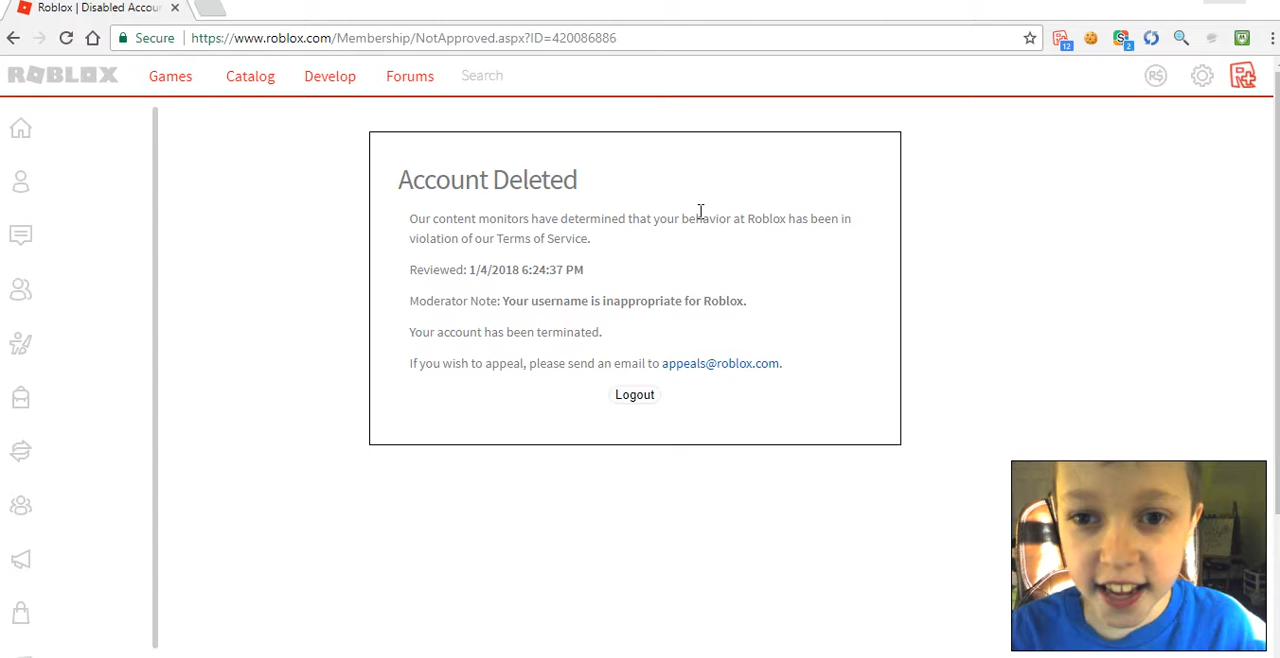 Roblox | Disabled Accou
Secure
https://www.roblox.com/Membership/NotApproved.aspx?ID=420086886
12
2
ROBLOX
Games
Catalog
Develop
Forums
Search
R$
R+
Account Deleted
Our content monitors have determined that your behavior at Roblox has been in
violation of our Terms of Service.
Reviewed: 1/4/2018 6:24:37 PM
Moderator Note: Your username is inappropriate for Roblox.
Your account has been terminated.
If you wish to appeal, please send an email to appeals@roblox.com.
Logout